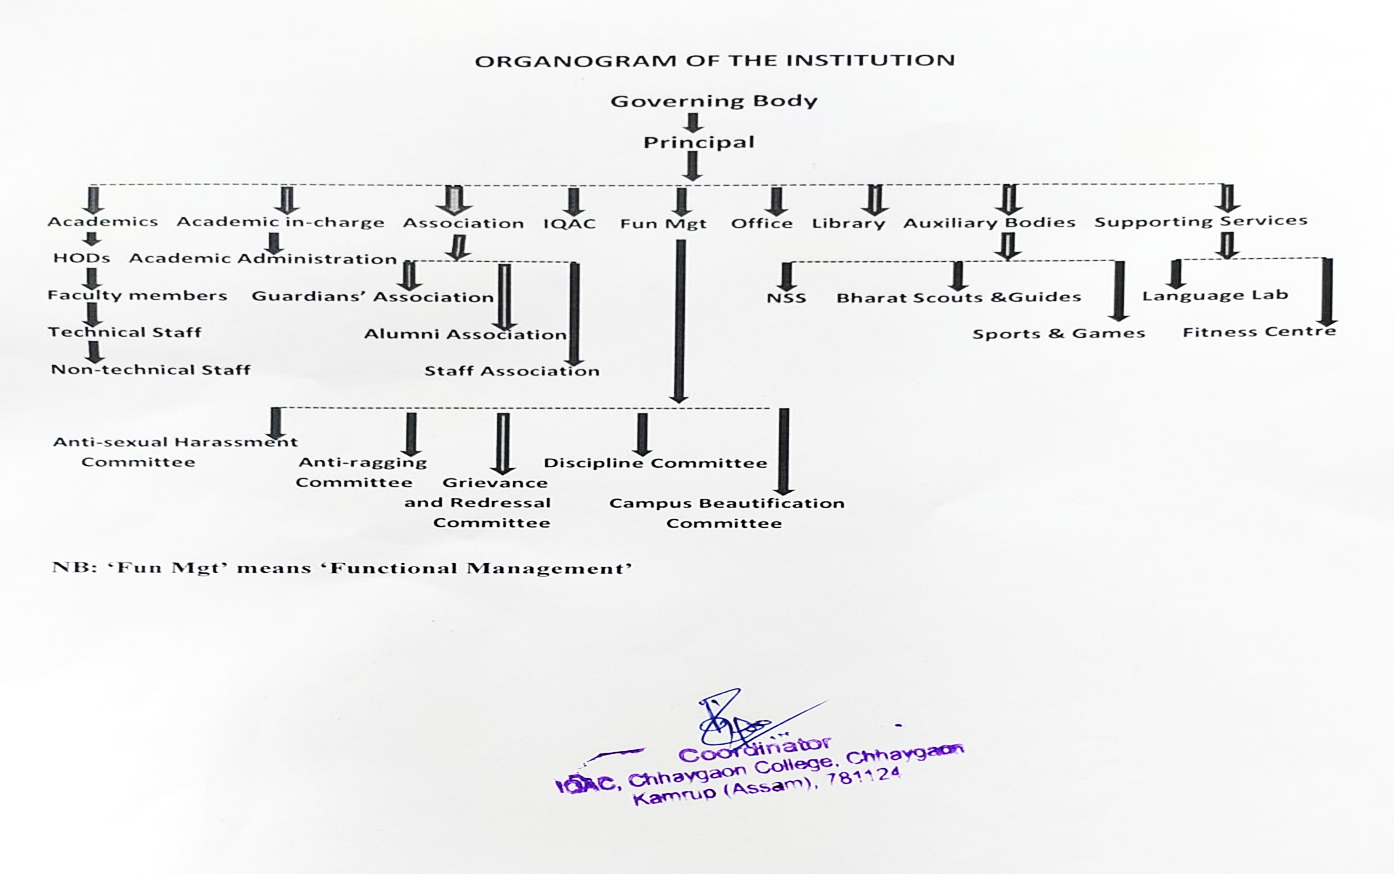 ORGANOGRAM OF THE INSTITUTION
Governing Body
Principal
Academics Academic in-charge Association IQAC Fun Mgt Office Library Auxiliary Bodies Supporting Services
HODs Academic Administration
Faculty members Guardians’ Association NSS Bharat Scouts &Guides Language Lab
Technical Staff Alumni Association Sports & Games Fitness Centre
Non-technical Staff Staff Association
Anti-sexual Harassment
Committee Anti-ragging Discipline Committee
Committee Grievance
and Redressal Campus Beautification
Committee Committee
NB: ‘Fun Mgt’ means ‘Functional Management’
Coordinator
IQAC, Chhaygaon College, Chhaygaon
Kamrup (Assam), 781124